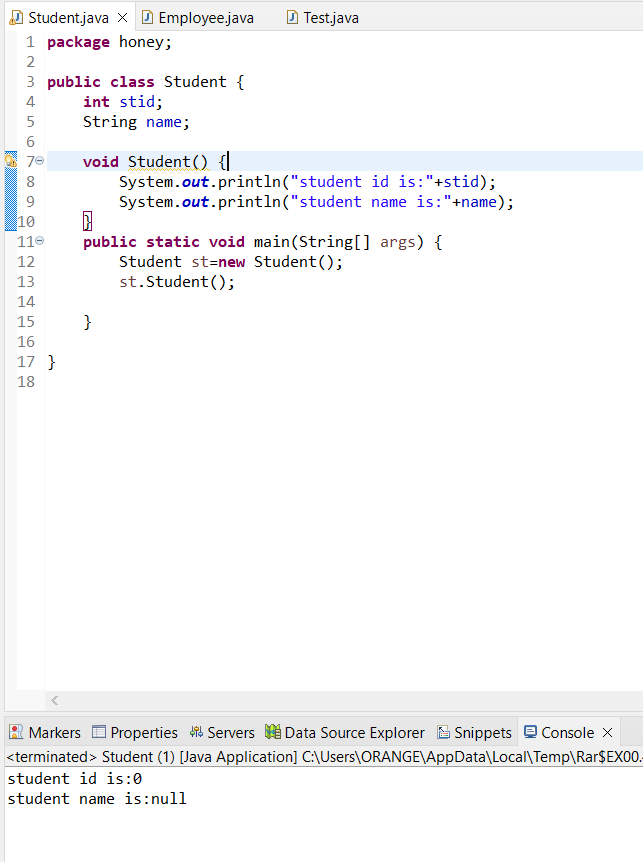 Student.java Employee.java Test.java
1 package honey;
2
3 public class Student {
4     int stid;
5     String name;
6
7     void Student() {
8         System.out.println("student id is:"+stid);
9         System.out.println("student name is:"+name);
10     }
11     public static void main(String[] args) {
12         Student st=new Student();
13         st.Student();
14
15     }
16
17 }
18
Markers Properties Servers Data Source Explorer Snippets Console
<terminated> Student (1) [Java Application] C:\Users\ORANGE\AppData\Local\Temp\Rar$EX00.
student id is:0
student name is:null